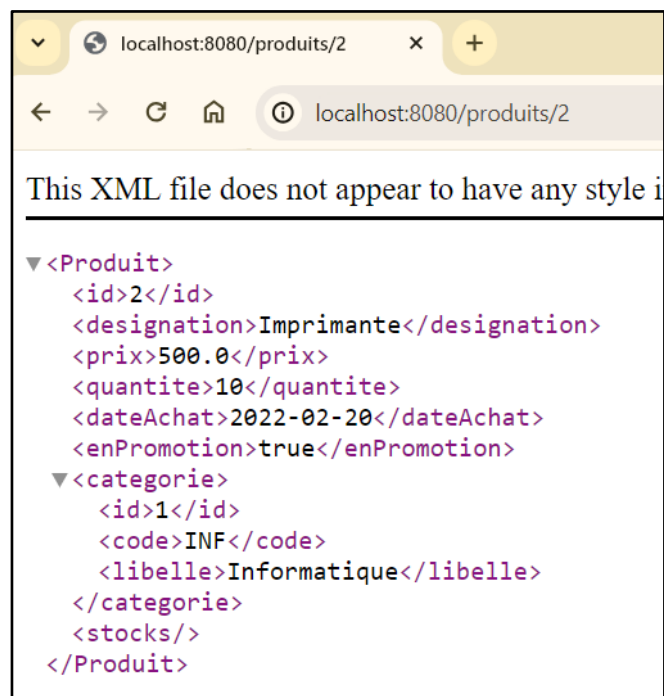 localhost:8080/produits/2
localhost:8080/produits/2
This XML file does not appear to have any style i
<Produit>
<id>2</id>
<designation>Imprimante</designation>
<prix>500.0</prix>
<quantite>10</quantite>
<dateAchat>2022-02-20</dateAchat>
<enPromotion>true</enPromotion>
<categorie>
<id>1</id>
<code>INF</code>
<libelle>Informatique</libelle>
</categorie>
<stocks/>
</Produit>